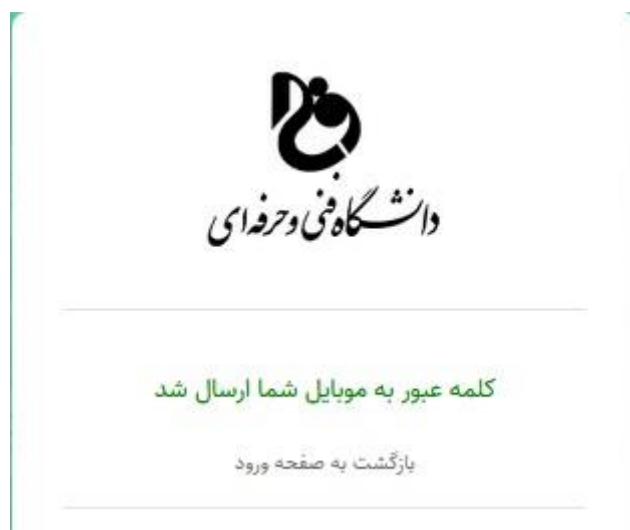 دانشگاه فنی و حرفه ای
کلمه عبور به موبایل شما ارسال شد
بازگشت به صفحه ورود